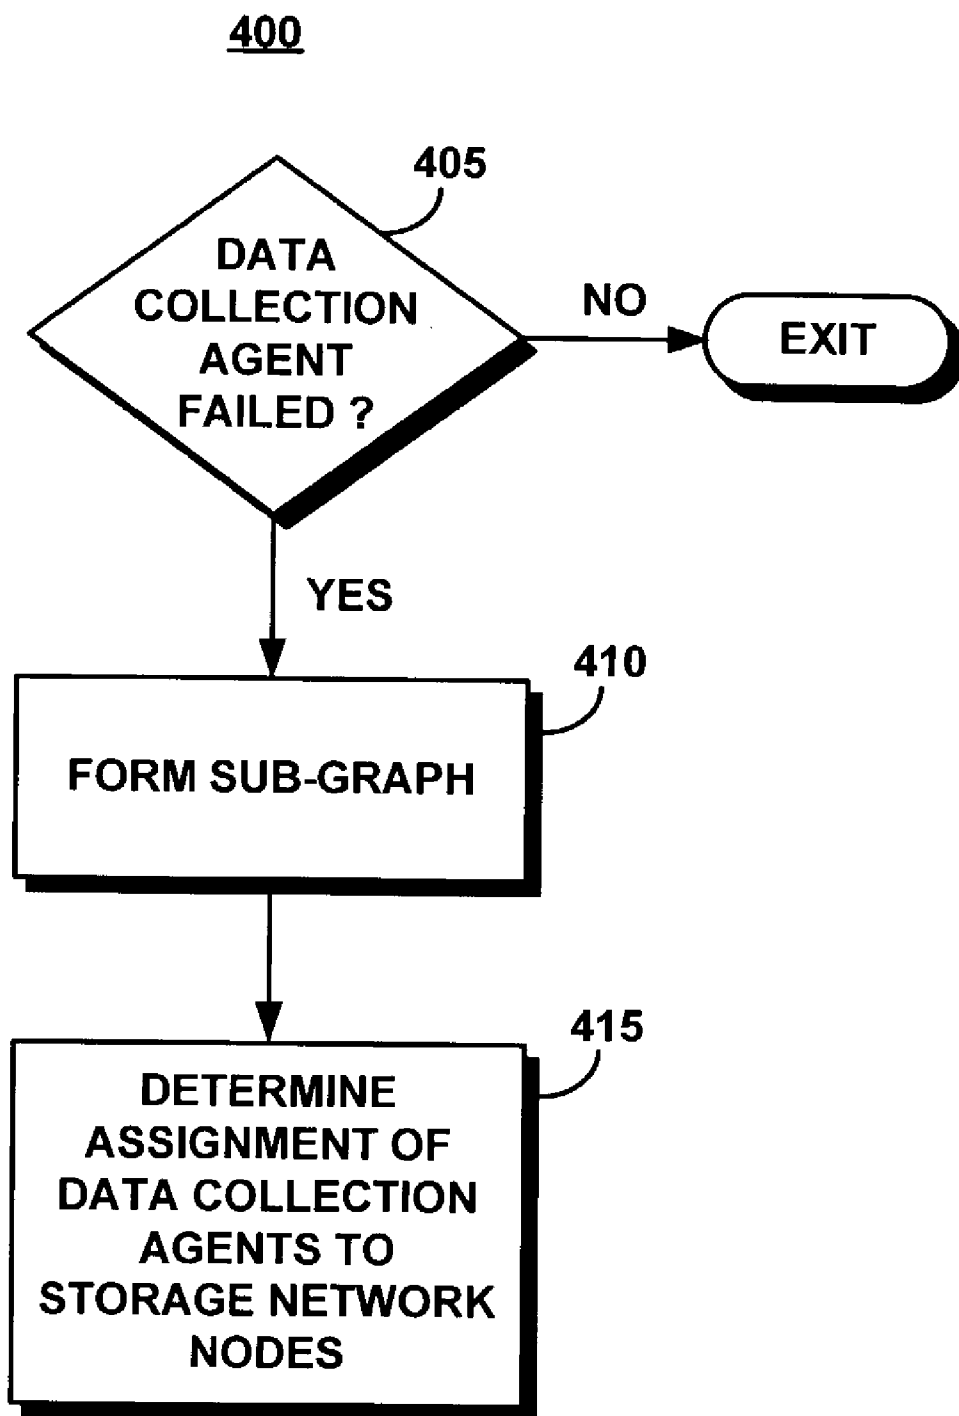 400
405
DATA
COLLECTION
AGENT
FAILED ?
NO
EXIT
YES
410
FORM SUB-GRAPH
415
DETERMINE
ASSIGNMENT OF
DATA COLLECTION
AGENTS TO
STORAGE NETWORK
NODES